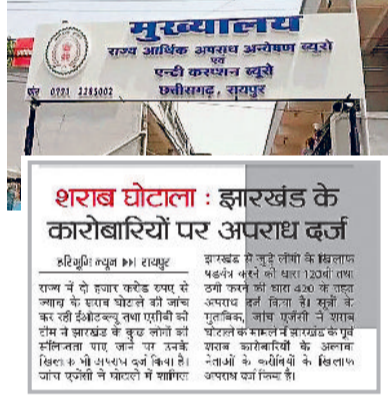 मुख्यालय
राज्य आर्थिक अपराध अन्वेषण ब्यूरो
एवं
एन्टी करप्शन ब्यूरो
छत्तीसगढ़, रायपुर
फोन 0771 2285002
शराब घोटाला : झारखंड के
कारोबारियों पर अपराध दर्ज
हरिभूमि न्यूज ▶▶ रायपुर
राज्य में दो हजार करोड़ रुपए से
ज्यादा के शराब घोटाले की जांच
कर रही ईओडब्ल्यू तथा एसीबी की
टीम ने झारखंड के कुछ लोगों की
संलिप्तता पाए जाने पर उनके
खिलाफ भी अपराध दर्ज किया है।
जांच एजेंसी ने घोटाले में शामिल
झारखंड से जुड़े लोगों के खिलाफ
षडयंत्र करने की धारा 120बी तथा
ठगी करने की धारा 420 के तहत
अपराध दर्ज किया है। सूत्रों के
मुताबिक, जांच एजेंसी ने शराब
घोटाले के मामले में झारखंड के पूर्व
शराब कारोबारियों के अलावा
नेताओं के करीबियों के खिलाफ
अपराध दर्ज किया है।